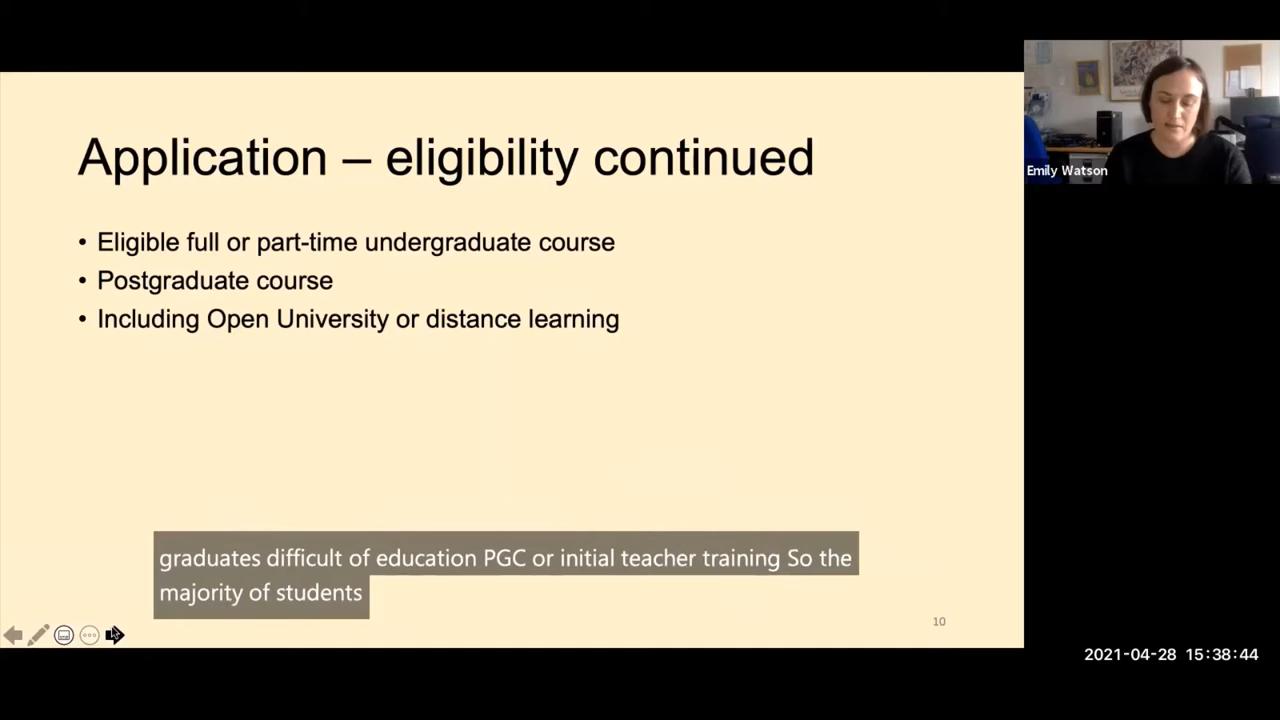 Application – eligibility continued
• Eligible full or part-time undergraduate course
• Postgraduate course
• Including Open University or distance learning
graduates difficult of education PGC or initial teacher training So the
majority of students
10
Emily Watson
2021-04-28 15:38:44